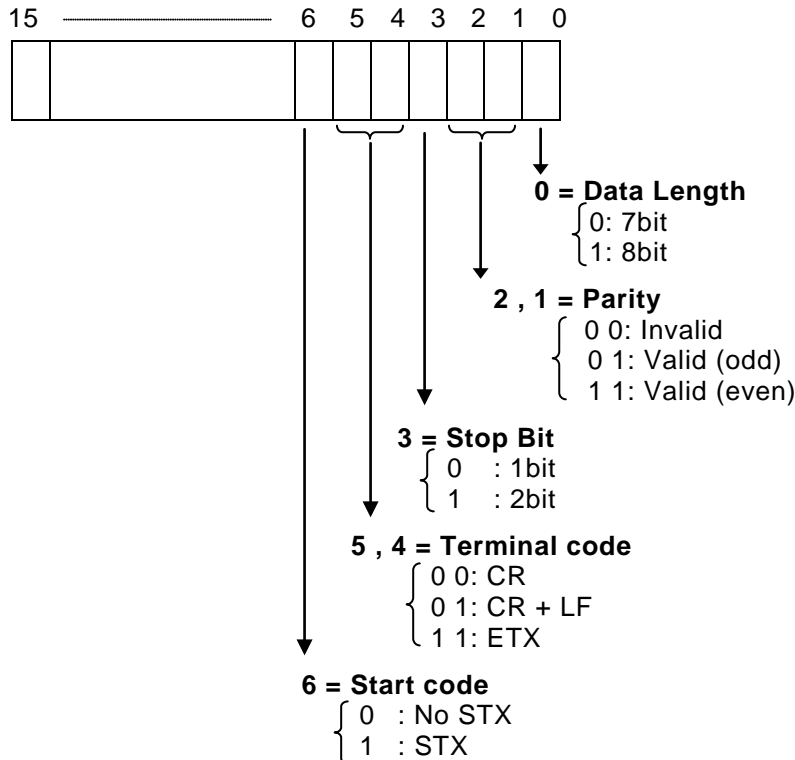 15 6 5 4 3 2 1 0
0 = Data Length
0: 7bit
1: 8bit
2 , 1 = Parity
0 0: Invalid
0 1: Valid (odd)
1 1: Valid (even)
3 = Stop Bit
0 : 1bit
1 : 2bit
5 , 4 = Terminal code
0 0: CR
0 1: CR + LF
1 1: ETX
6 = Start code
0 : No STX
1 : STX